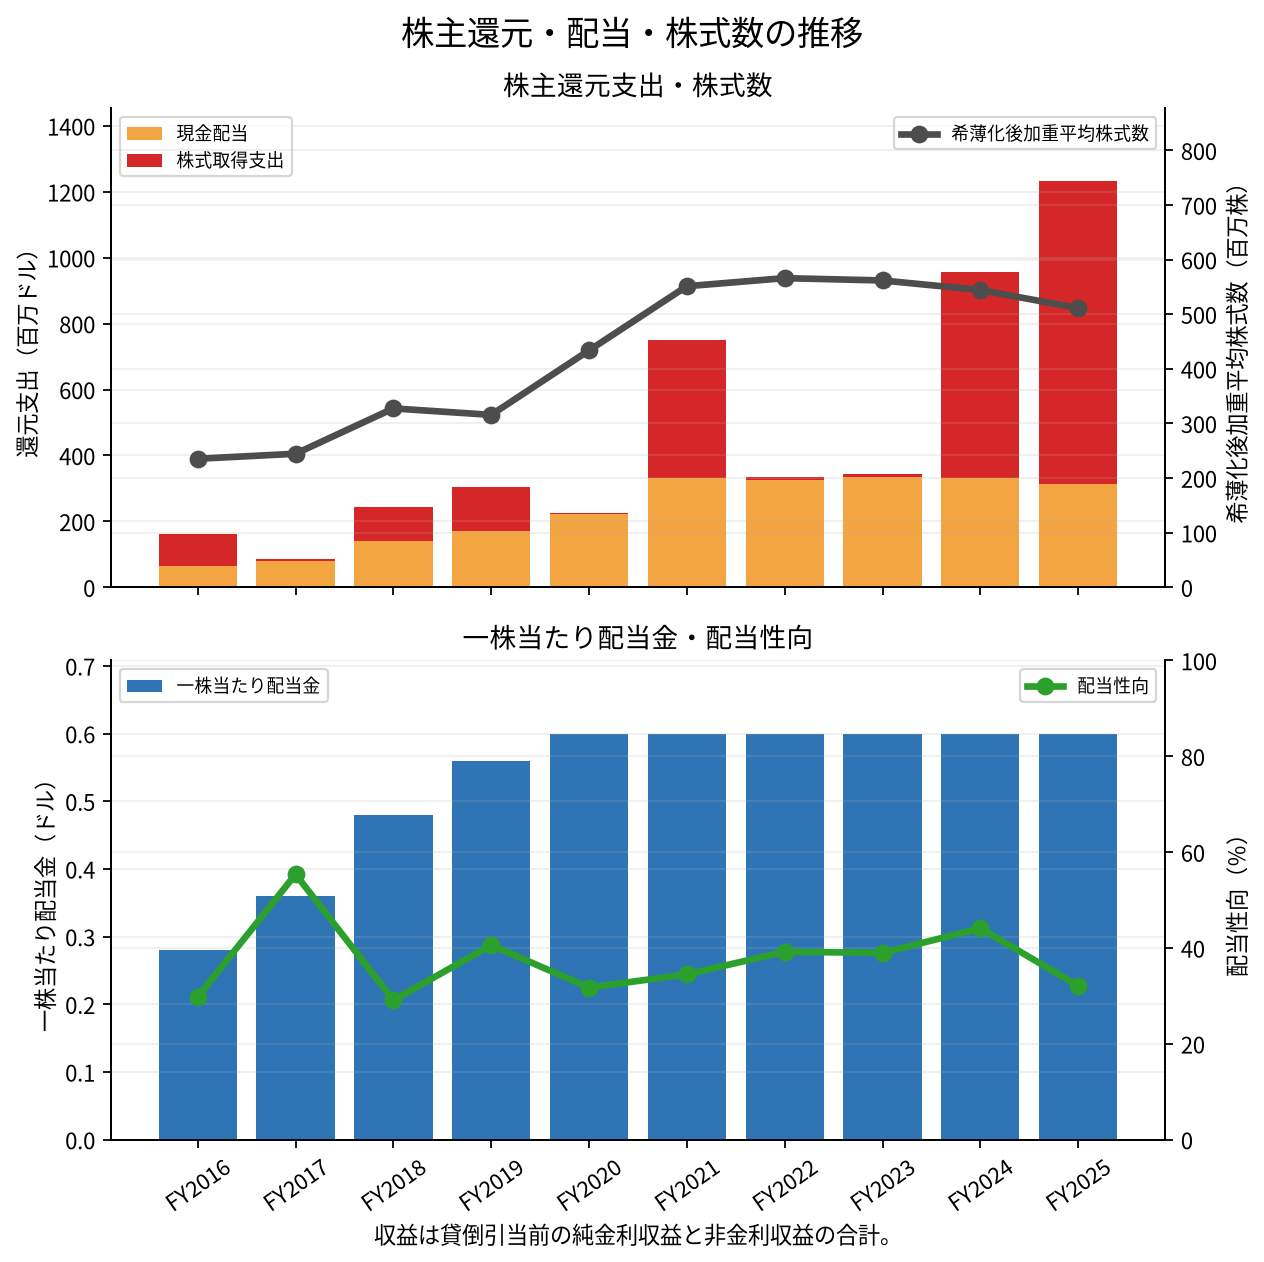 株主還元・配当・株式数の推移
株主還元支出・株式数
現金配当
株式取得支出
希薄化後加重平均株式数
還元支出（百万ドル）
1400
1200
1000
800
600
400
200
0
希薄化後加重平均株式数（百万株）
800
700
600
500
400
300
200
100
0
一株当たり配当金・配当性向
一株当たり配当金
配当性向
一株当たり配当金（ドル）
0.7
0.6
0.5
0.4
0.3
0.2
0.1
0.0
配当性向（%）
100
80
60
40
20
0
FY2016
FY2017
FY2018
FY2019
FY2020
FY2021
FY2022
FY2023
FY2024
FY2025
収益は貸倒引当前の純金利収益と非金利収益の合計。